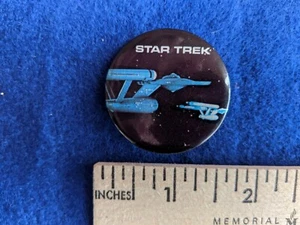 STAR TREK
INCHES 1 2
MEMORIAL